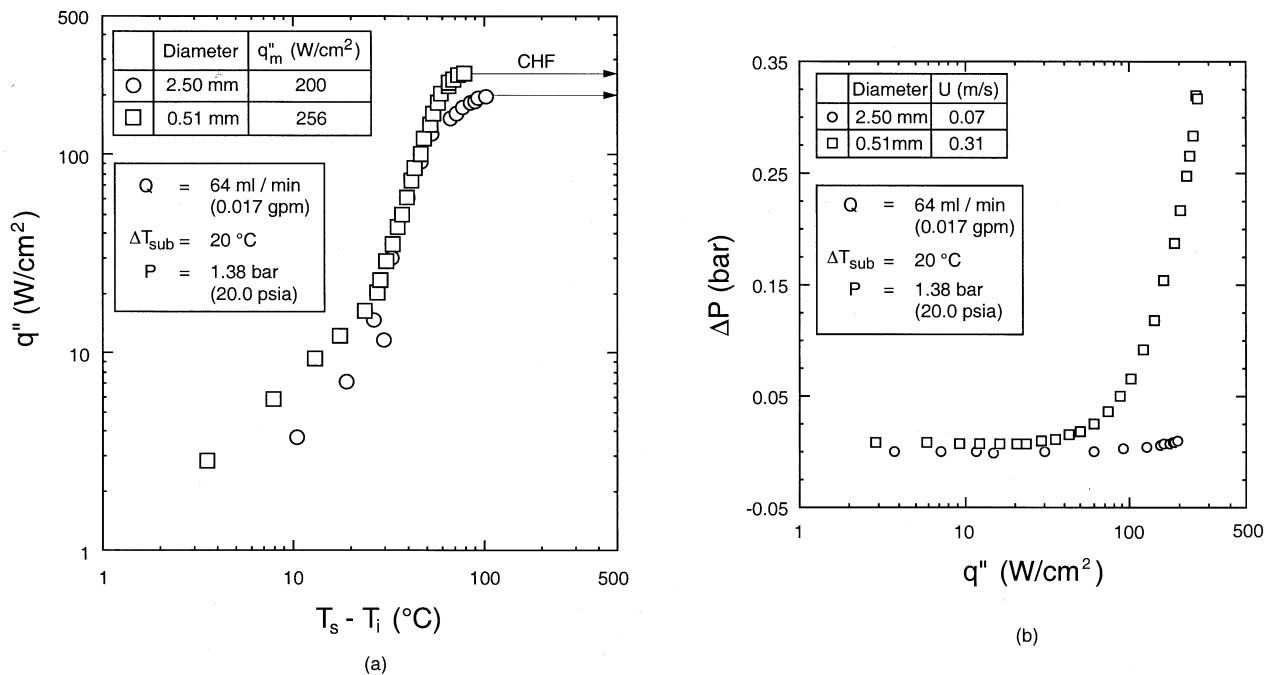 500
100
10
1
q" (W/cm²)
Diameter q"m (W/cm²)
2.50 mm 200
0.51 mm 256
CHF
Q = 64 ml / min
(0.017 gpm)
ΔTsub = 20 °C
P = 1.38 bar
(20.0 psia)
1 10 100 500
Ts - Ti (°C)
(a)
0.35
0.25
0.15
0.05
-0.05
ΔP (bar)
Diameter U (m/s)
2.50 mm 0.07
0.51mm 0.31
Q = 64 ml / min
(0.017 gpm)
ΔTsub = 20 °C
P = 1.38 bar
(20.0 psia)
1 10 100 500
q" (W/cm²)
(b)